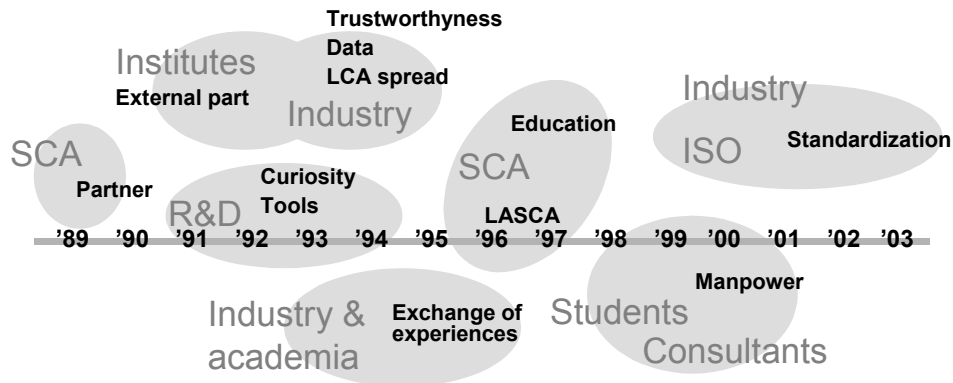 Trustworthyness
Data
LCA spread
Institutes
External part
Industry
SCA
Partner
R&D
Curiosity
Tools
Education
SCA
LASCA
Industry
ISO
Standardization
’89 ’90 ’91 ’92 ’93 ’94 ’95 ’96 ’97 ’98 ’99 ’00 ’01 ’02 ’03
Industry &
academia
Exchange of
experiences
Manpower
Students
Consultants